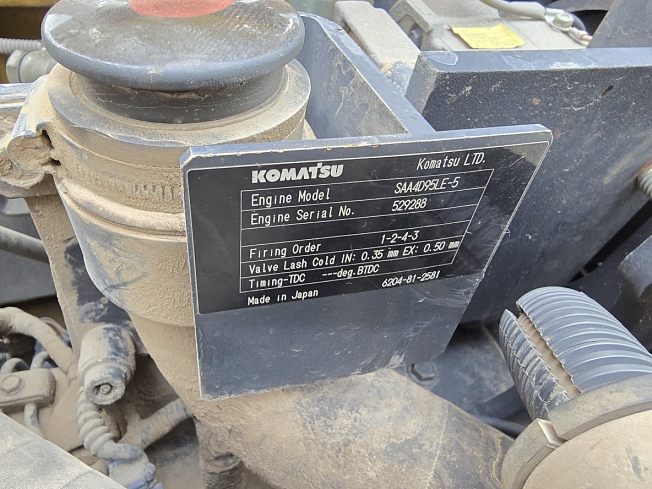 KOMATSU Komatsu LTD.
Engine Model SAA4D95LE-5
Engine Serial No. 529288
Firing Order 1-2-4-3
Valve Lash Cold IN: 0.35 mm EX: 0.50 mm
Timing-TDC ---deg.BTDC
Made in Japan 6204-81-2581